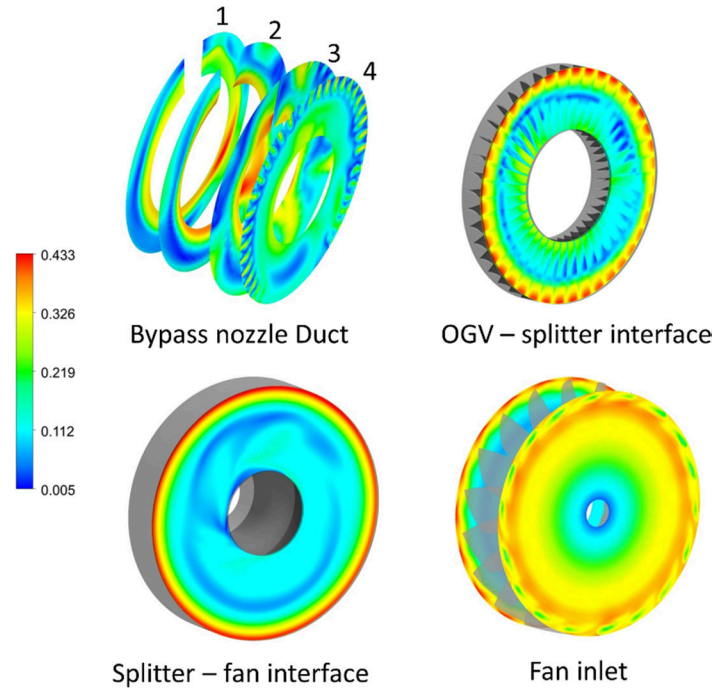 1
2
3
4
Bypass nozzle Duct
OGV – splitter interface
0.433
0.326
0.219
0.112
0.005
Splitter – fan interface
Fan inlet